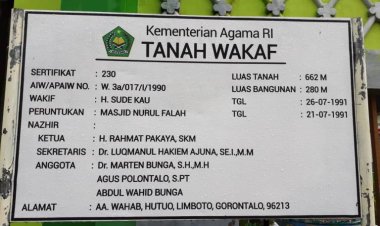 Kementerian Agama RI
TANAH WAKAF
SERTIFIKAT : 230 LUAS TANAH : 662 M
AIW/APAIW NO. : W. 3a/017/I/1990 LUAS BANGUNAN : 280 M
WAKIF : H. SUDE KAU TGL : 26-07-1991
PERUNTUKAN : MASJID NURUL FALAH TGL : 21-07-1991
NAZHIR :
KETUA : H. RAHMAT PAKAYA, SKM
SEKRETARIS : Dr. LUQMANUL HAKIEM AJUNA, SE.I.,M.M
ANGGOTA : Dr. MARTEN BUNGA, S.H.,M.H
AGUS POLONTALO, S.PT
ABDUL WAHID BUNGA
ALAMAT : AA. WAHAB, HUTUO, LIMBOTO, GORONTALO, 96213